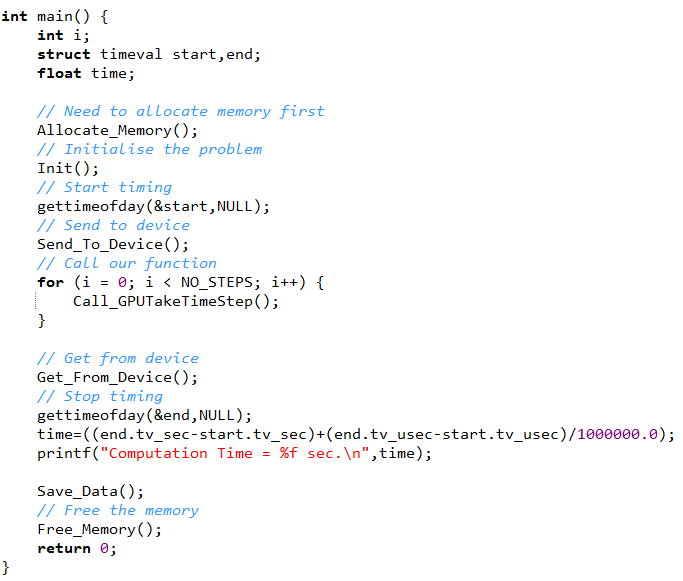 int main() {
    int i;
    struct timeval start,end;
    float time;

    // Need to allocate memory first
    Allocate_Memory();
    // Initialise the problem
    Init();
    // Start timing
    gettimeofday(&start,NULL);
    // Send to device
    Send_To_Device();
    // Call our function
    for (i = 0; i < NO_STEPS; i++) {
        Call_GPUTakeTimeStep();
    }

    // Get from device
    Get_From_Device();
    // Stop timing
    gettimeofday(&end,NULL);
    time=((end.tv_sec-start.tv_sec)+(end.tv_usec-start.tv_usec)/1000000.0);
    printf("Computation Time = %f sec.\n",time);

    Save_Data();
    // Free the memory
    Free_Memory();
    return 0;
}